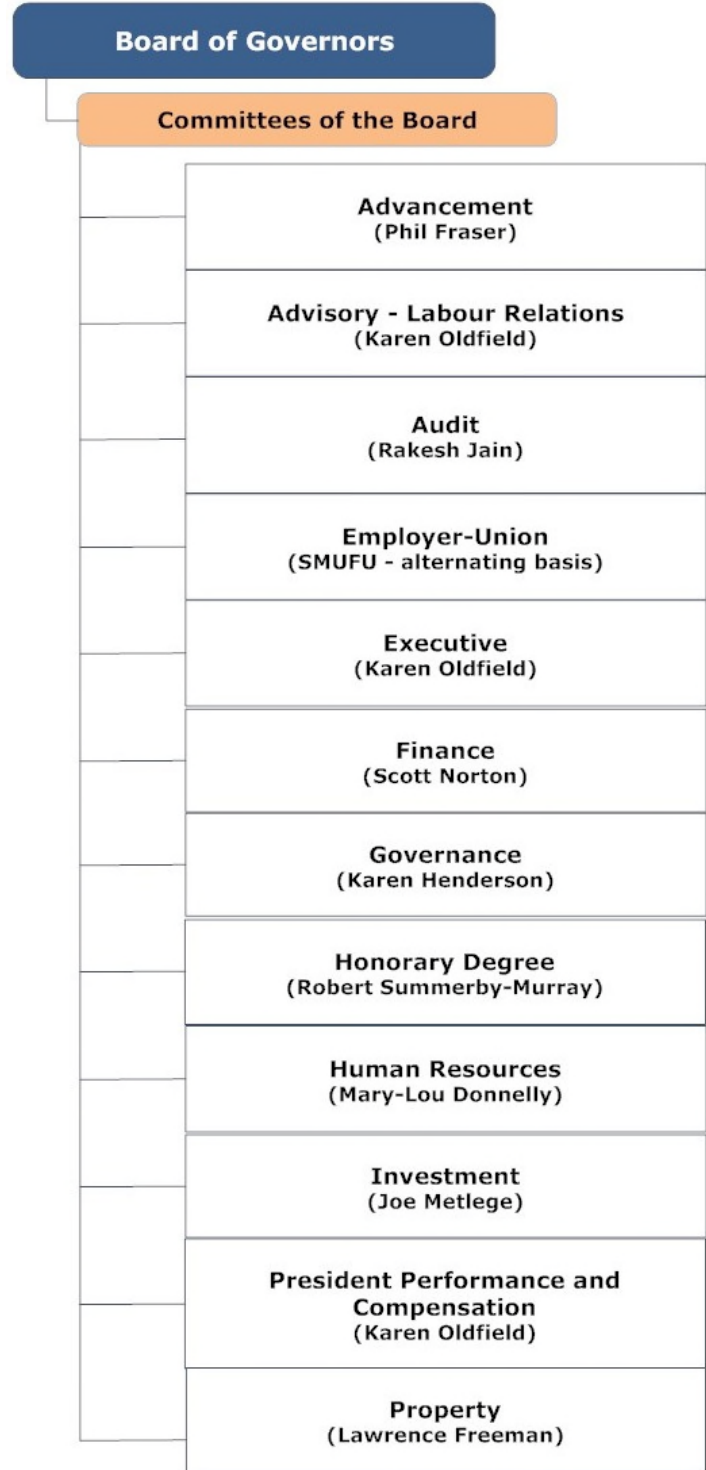 Board of Governors
Committees of the Board
Advancement
(Phil Fraser)
Advisory - Labour Relations
(Karen Oldfield)
Audit
(Rakesh Jain)
Employer-Union
(SMUFU - alternating basis)
Executive
(Karen Oldfield)
Finance
(Scott Norton)
Governance
(Karen Henderson)
Honorary Degree
(Robert Summerby-Murray)
Human Resources
(Mary-Lou Donnelly)
Investment
(Joe Metlege)
President Performance and
Compensation
(Karen Oldfield)
Property
(Lawrence Freeman)